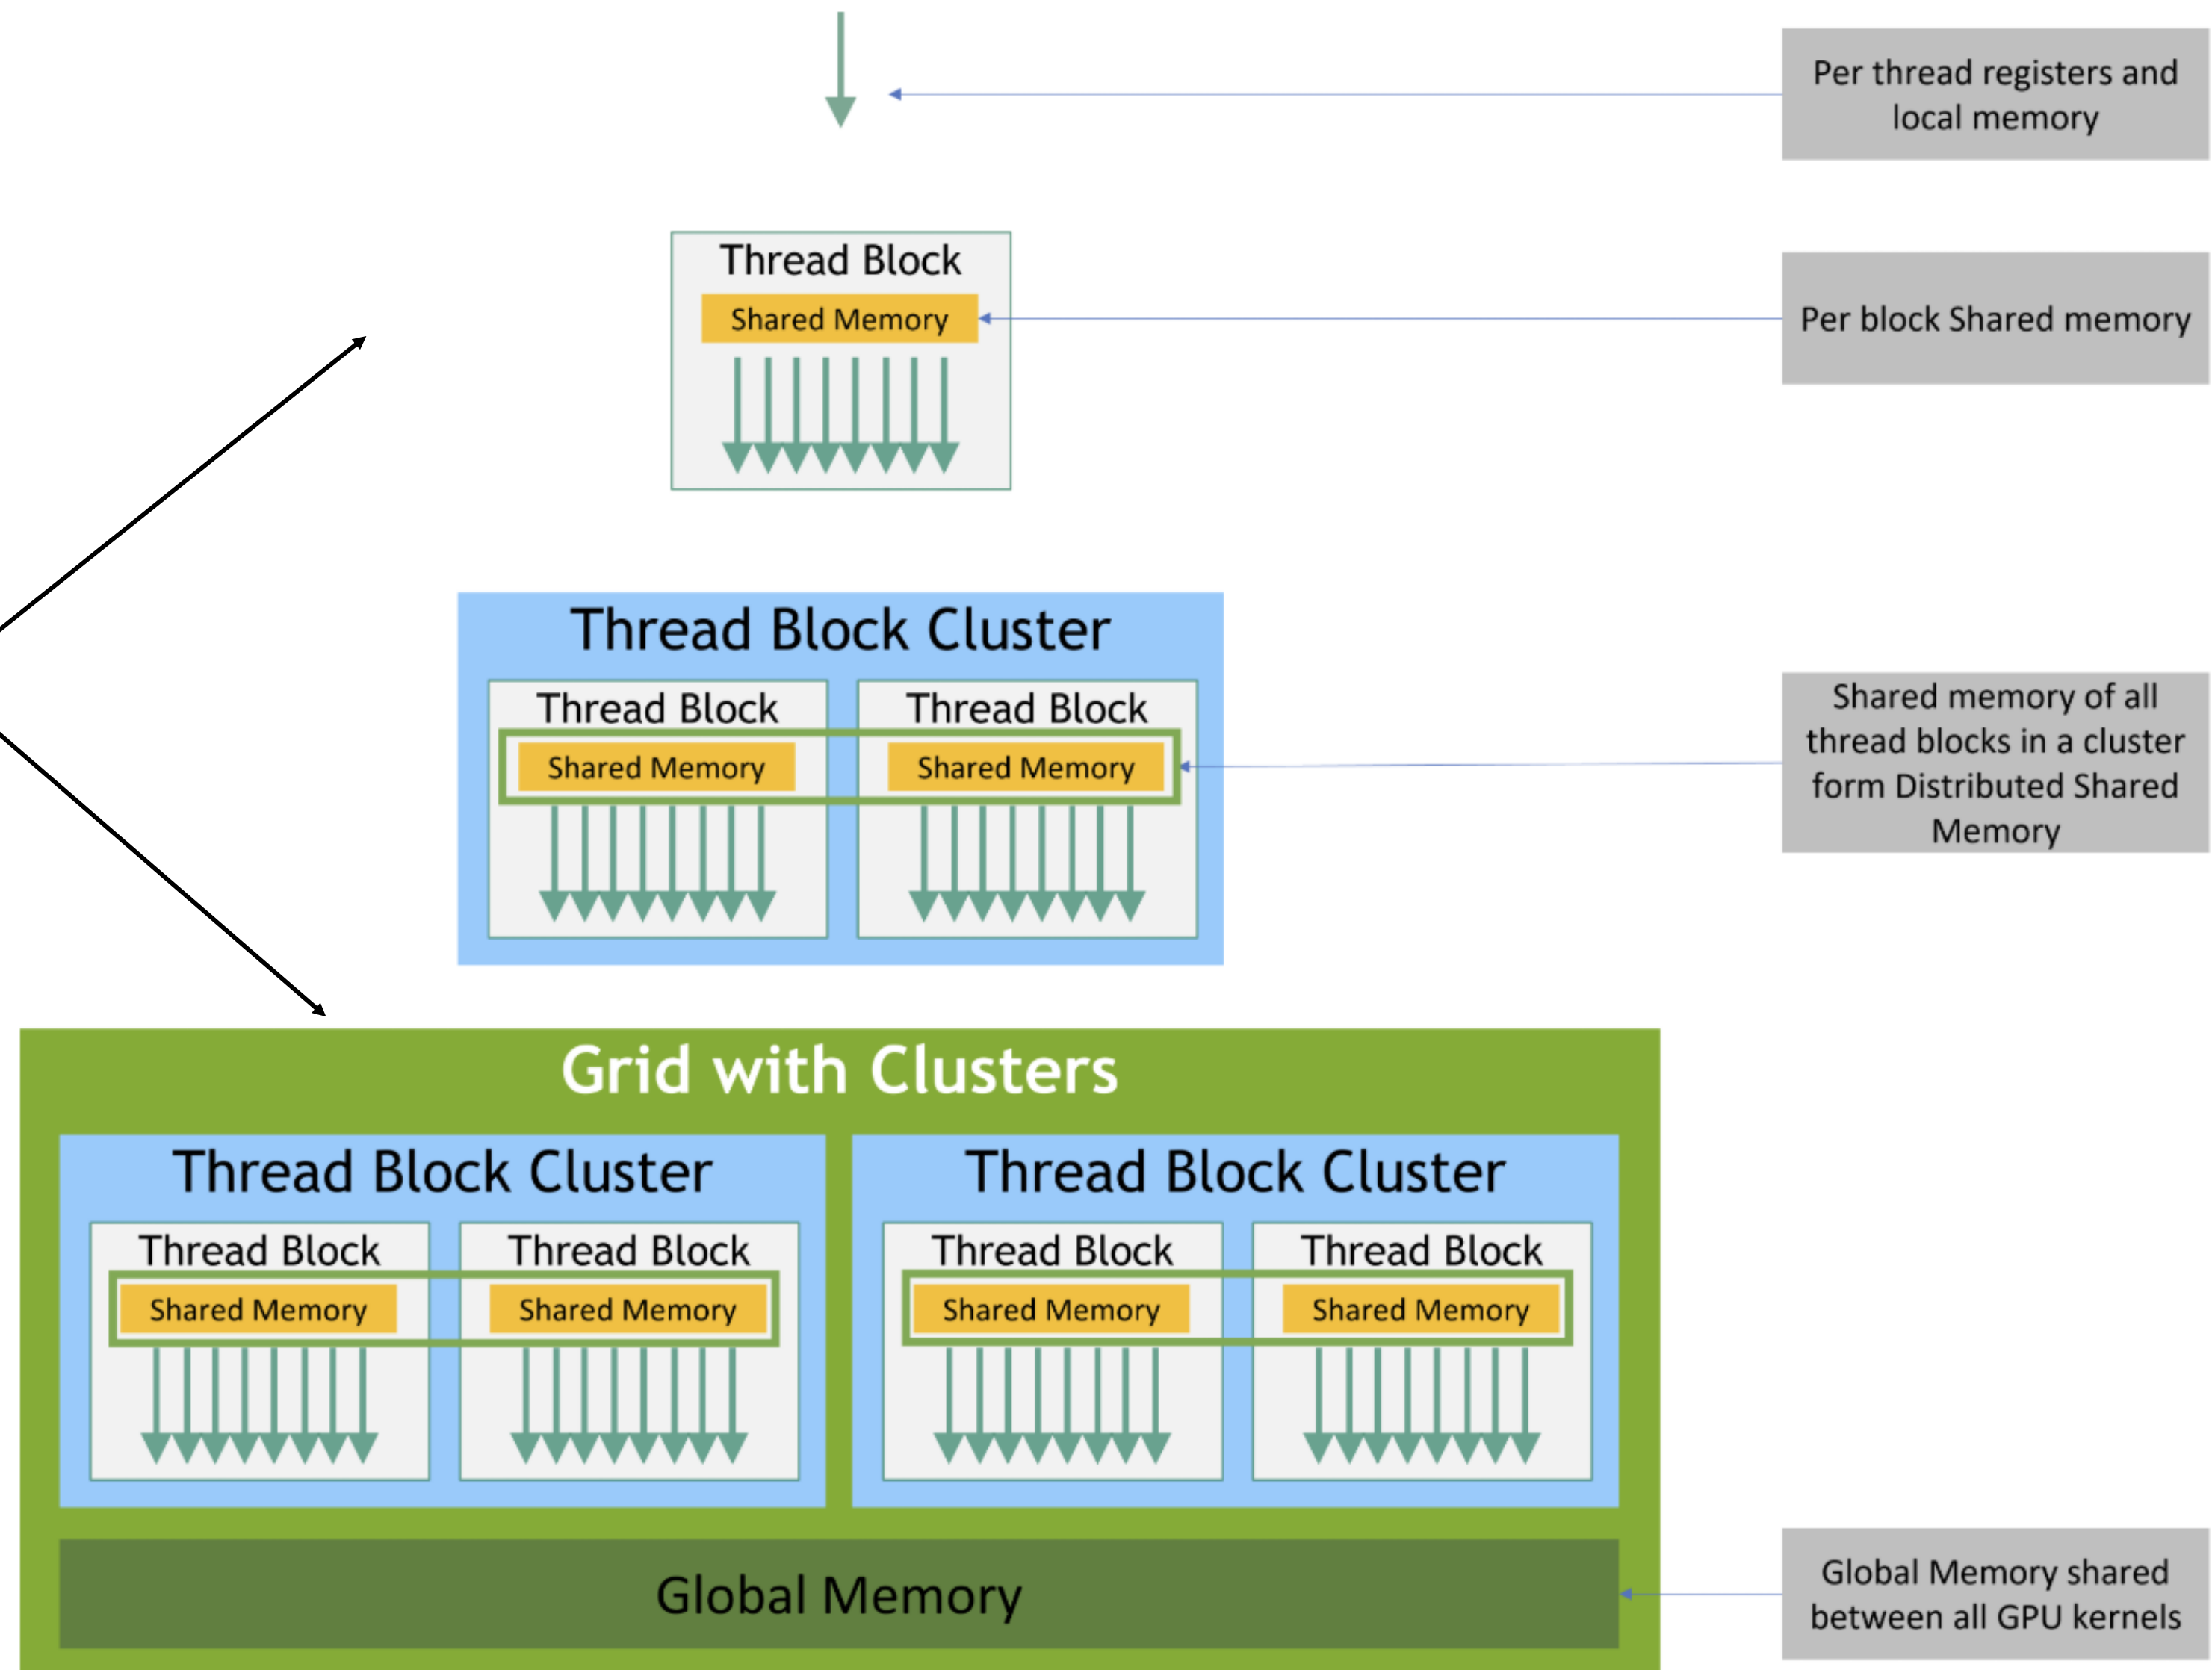 Per thread registers and
local memory
Thread Block
Shared Memory
Per block Shared memory
Thread Block Cluster
Thread Block
Thread Block
Shared Memory
Shared Memory
Shared memory of all
thread blocks in a cluster
form Distributed Shared
Memory
Grid with Clusters
Thread Block Cluster
Thread Block Cluster
Thread Block
Thread Block
Thread Block
Thread Block
Shared Memory
Shared Memory
Shared Memory
Shared Memory
Global Memory
Global Memory shared
between all GPU kernels